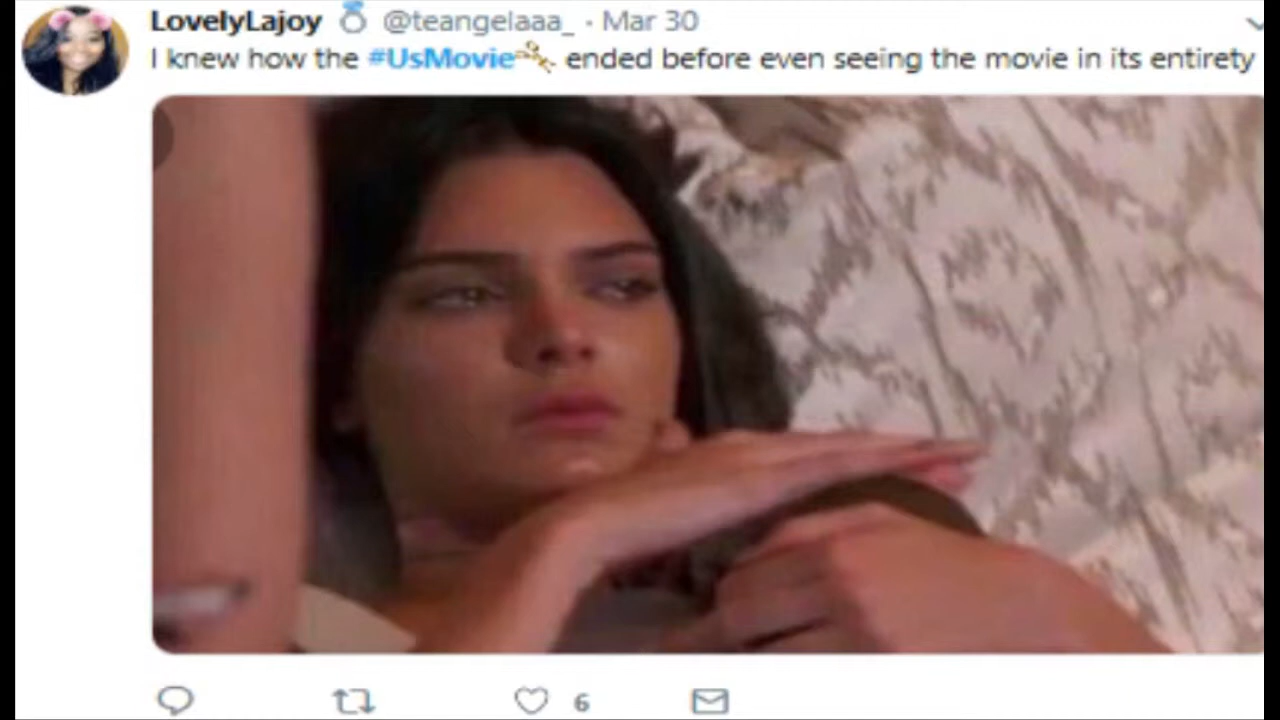 LovelyLajoy 💍 @teangelaaa_ · Mar 30
I knew how the #UsMovie ended before even seeing the movie in its entirety
6